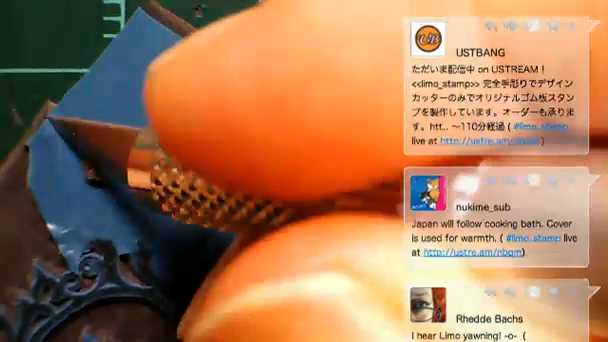 USTBANG
ただいま配信中 on USTREAM！
<dimo_stamp>> 完全手彫りでデザイン
カッターのみでオリジナルゴム板スタン
プを製作しています。オーダーも承りま
す。htt.. 〜110分経過 ( #limo_stamp
live at http://ustre.am/
nukime_sub
Japan will follow cooking bath. Cover
is used for warmth. ( #limo_stamp live
at http://ustre.am/
Rhedde Bachs
I hear Limo yawning! -o- (